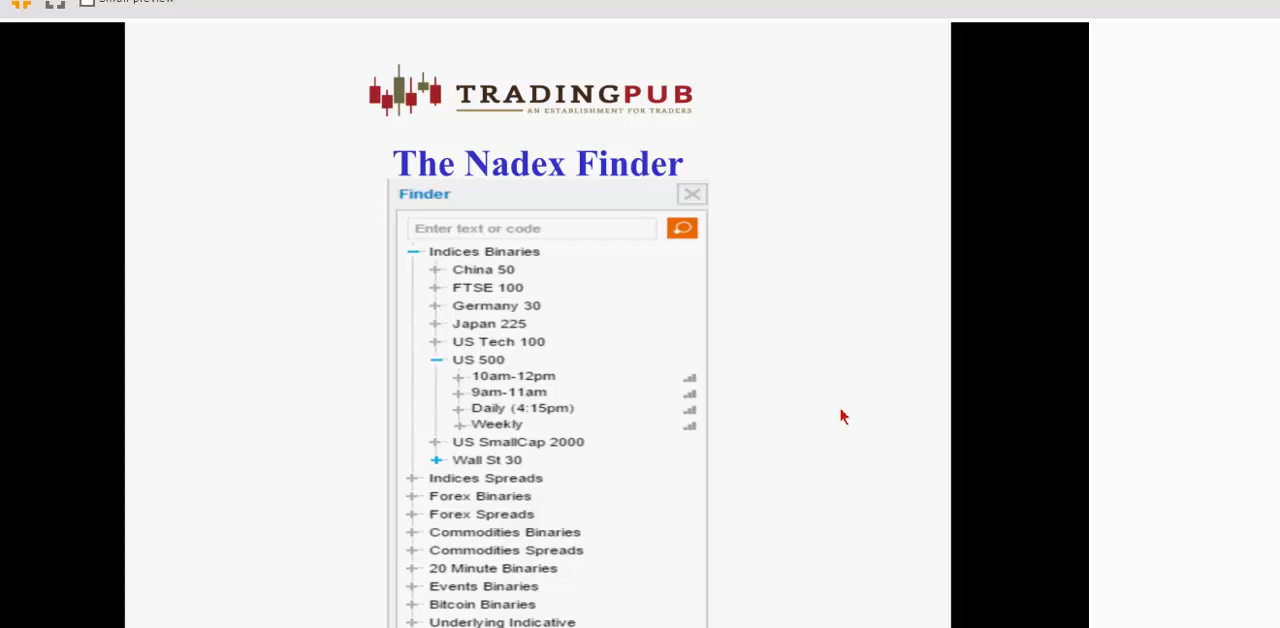 Small preview
TRADINGPUB
AN ESTABLISHMENT FOR TRADERS
The Nadex Finder
Finder
Enter text or code
Indices Binaries
China 50
FTSE 100
Germany 30
Japan 225
US Tech 100
US 500
10am-12pm
9am-11am
Daily (4:15pm)
Weekly
US SmallCap 2000
Wall St 30
Indices Spreads
Forex Binaries
Forex Spreads
Commodities Binaries
Commodities Spreads
20 Minute Binaries
Events Binaries
Bitcoin Binaries
Underlying Indicative